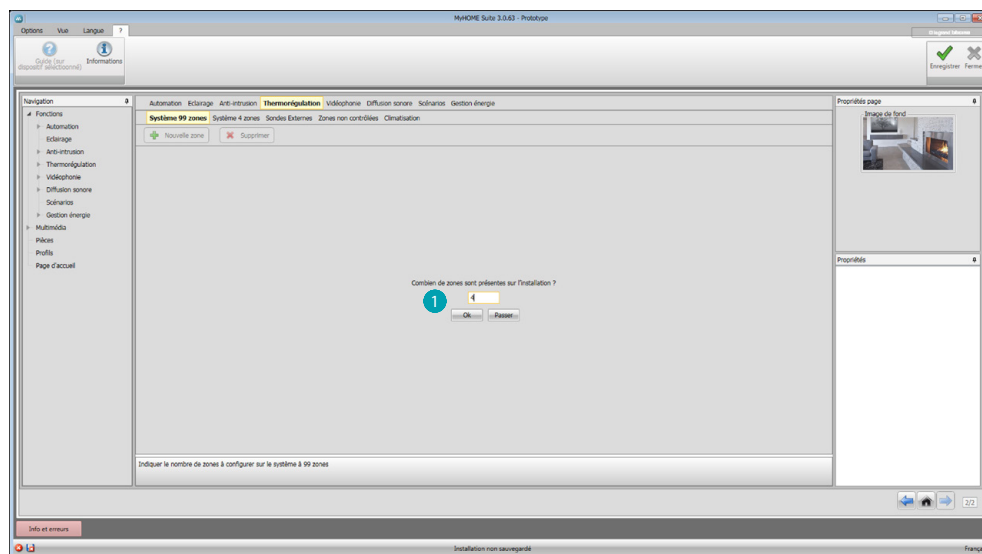 MyHOME Suite 3.0.63 - Prototype
Options Vue Langue ?
Guide (sur dispositif sélectionné)
Informations
Enregistrer Ferme
Navigation
Fonctions
Automation
Eclairage
Anti-intrusion
Thermorégulation
Vidéophonie
Diffusion sonore
Scénarios
Gestion énergie
Multimédia
Pièces
Profils
Page d'accueil
Automation Eclairage Anti-intrusion Thermorégulation Vidéophonie Diffusion sonore Scénarios Gestion énergie
Système 99 zones Système 4 zones Sondes Externes Zones non contrôlées Climatisation
Nouvelle zone Supprimer
Combien de zones sont présentes sur l'installation ?
1
4
Ok Passer
Indiquer le nombre de zones à configurer sur le système à 99 zones
Propriétés page
Image de fond
Propriétés
2/2
Info et erreurs
Installation non sauvegardé
França